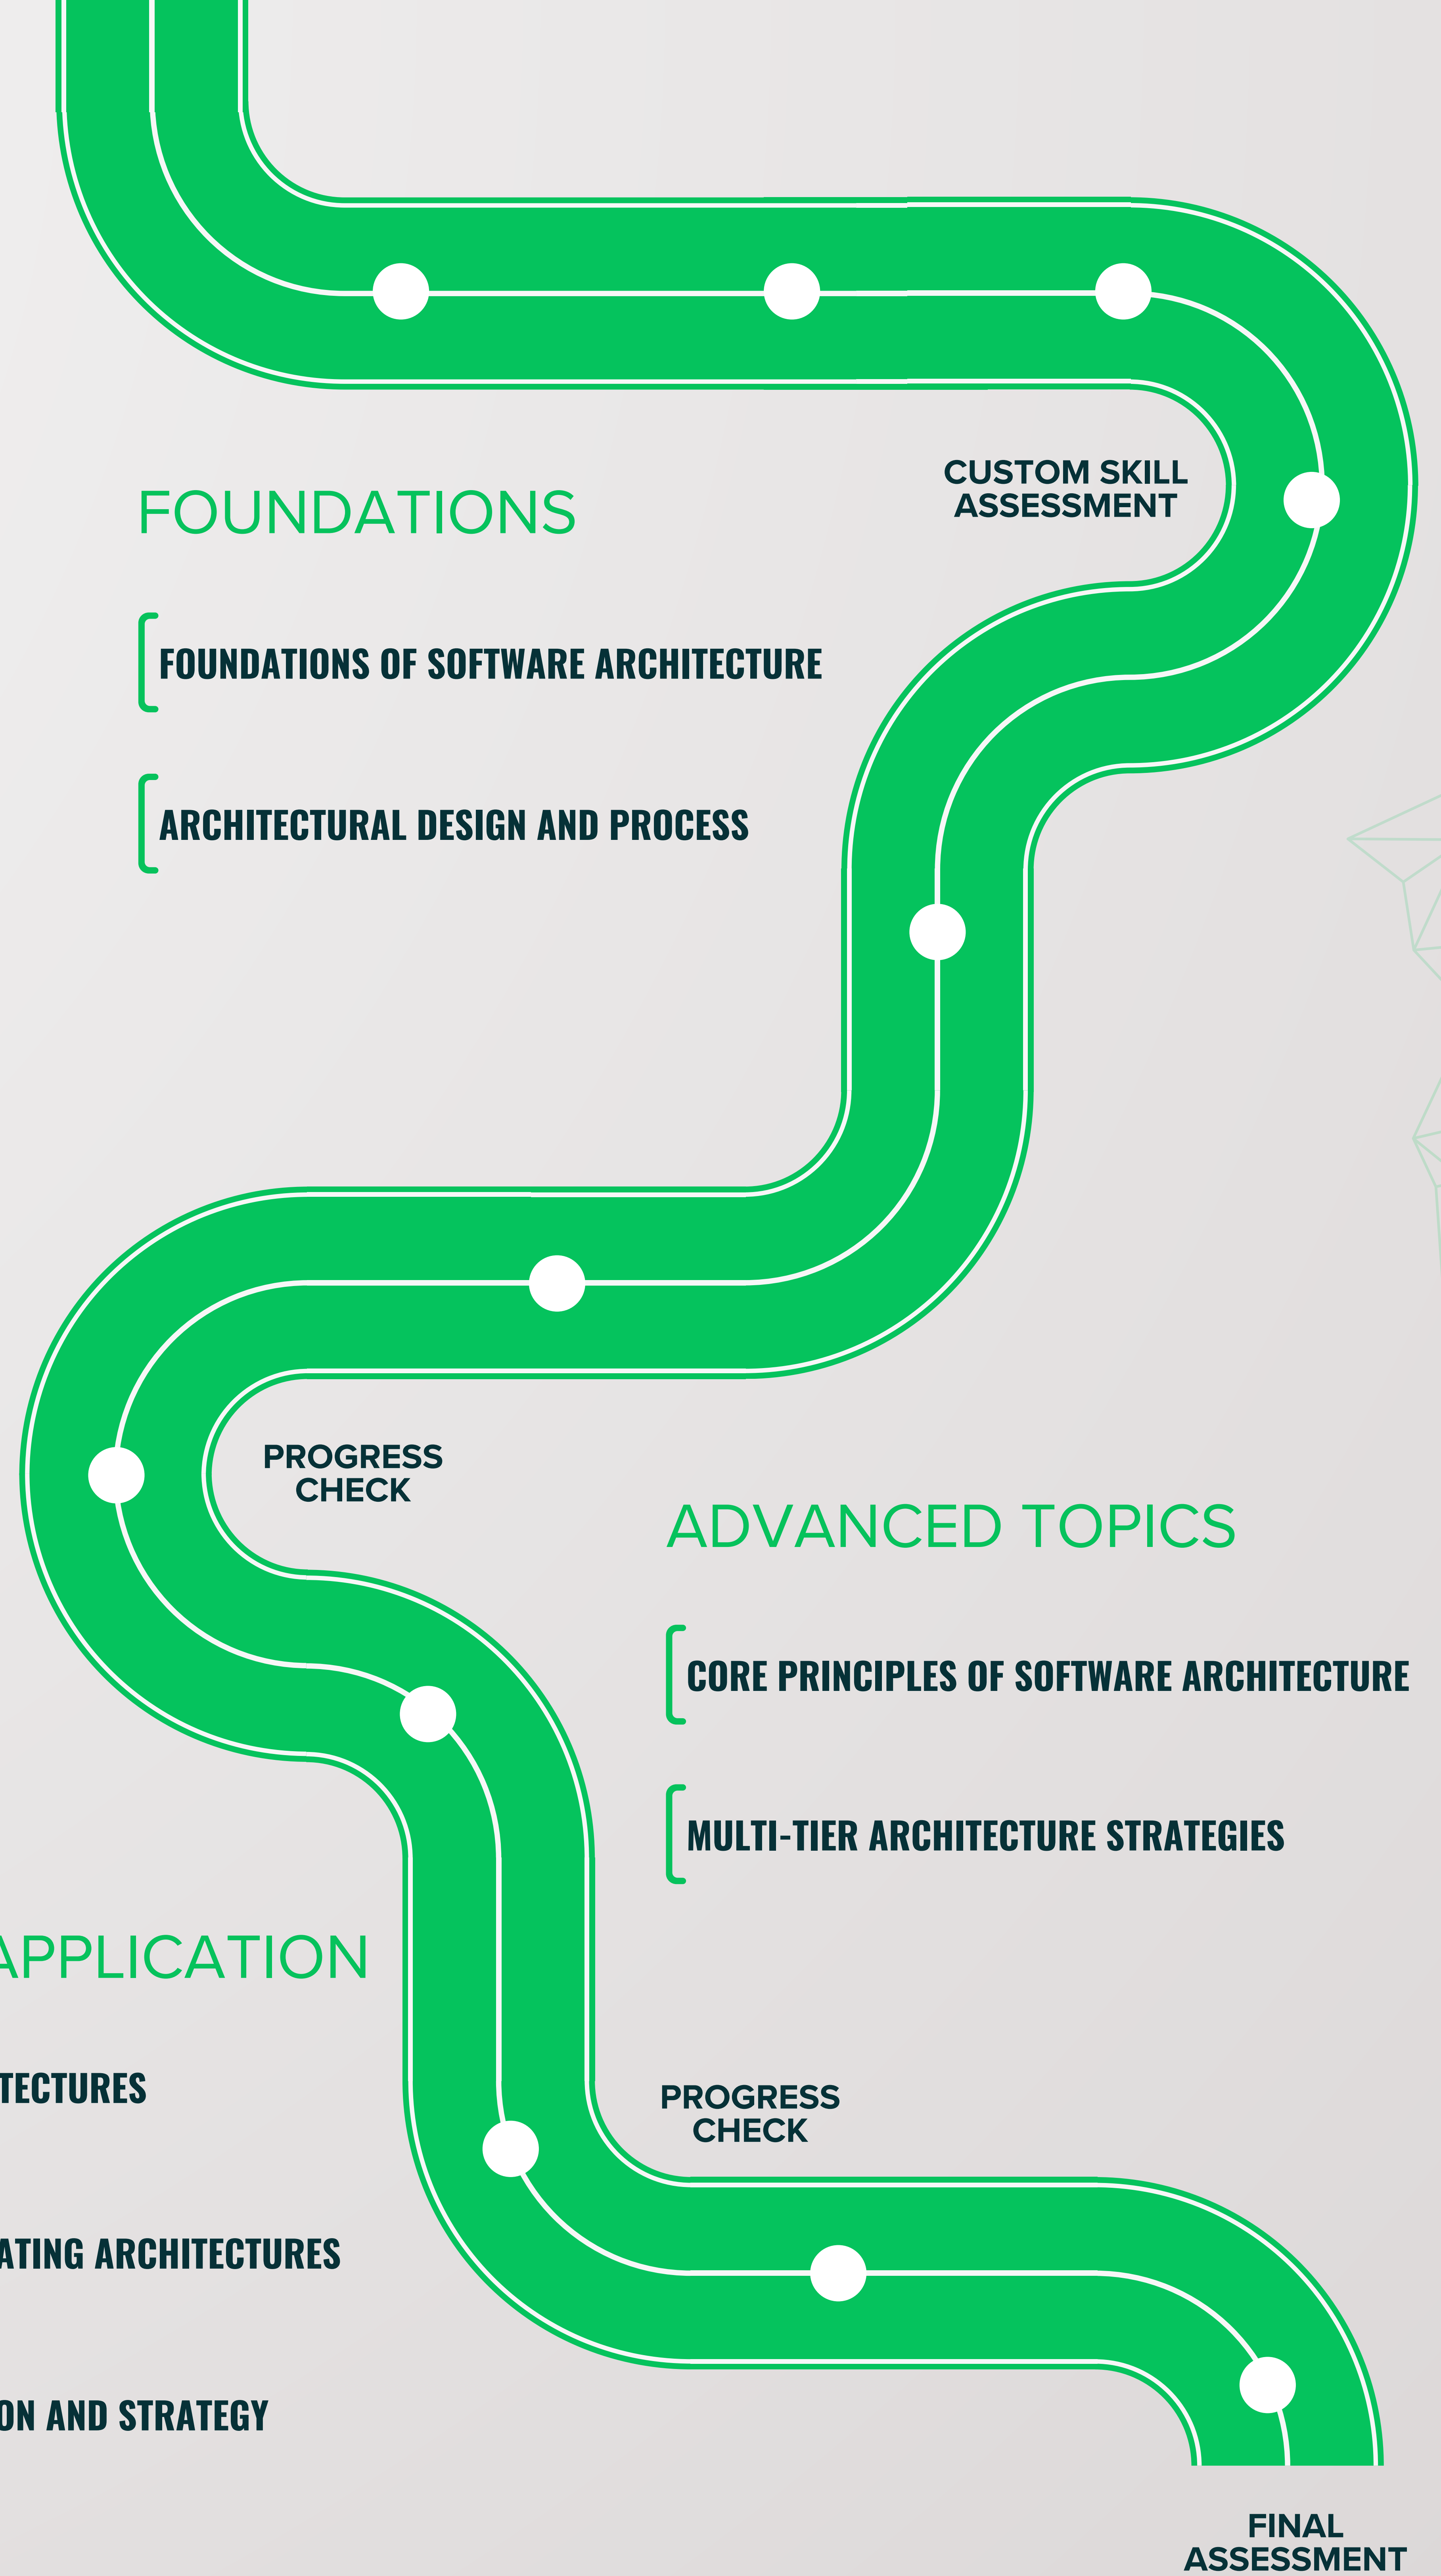 CUSTOM SKILL
ASSESSMENT
FOUNDATIONS
FOUNDATIONS OF SOFTWARE ARCHITECTURE
ARCHITECTURAL DESIGN AND PROCESS
PROGRESS
CHECK
ADVANCED TOPICS
CORE PRINCIPLES OF SOFTWARE ARCHITECTURE
MULTI-TIER ARCHITECTURE STRATEGIES
APPLICATION
TECTURES
PROGRESS
CHECK
ATING ARCHITECTURES
ON AND STRATEGY
FINAL
ASSESSMENT